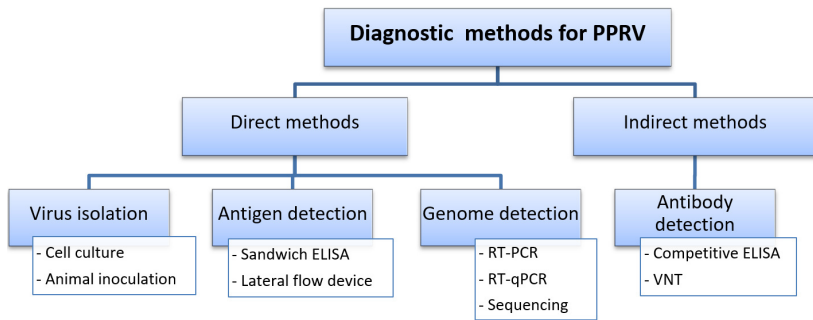 Diagnostic methods for PPRV
Direct methods
Indirect methods
Virus isolation
- Cell culture
- Animal inoculation
Antigen detection
- Sandwich ELISA
- Lateral flow device
Genome detection
- RT-PCR
- RT-qPCR
- Sequencing
Antibody
detection
- Competitive ELISA
- VNT